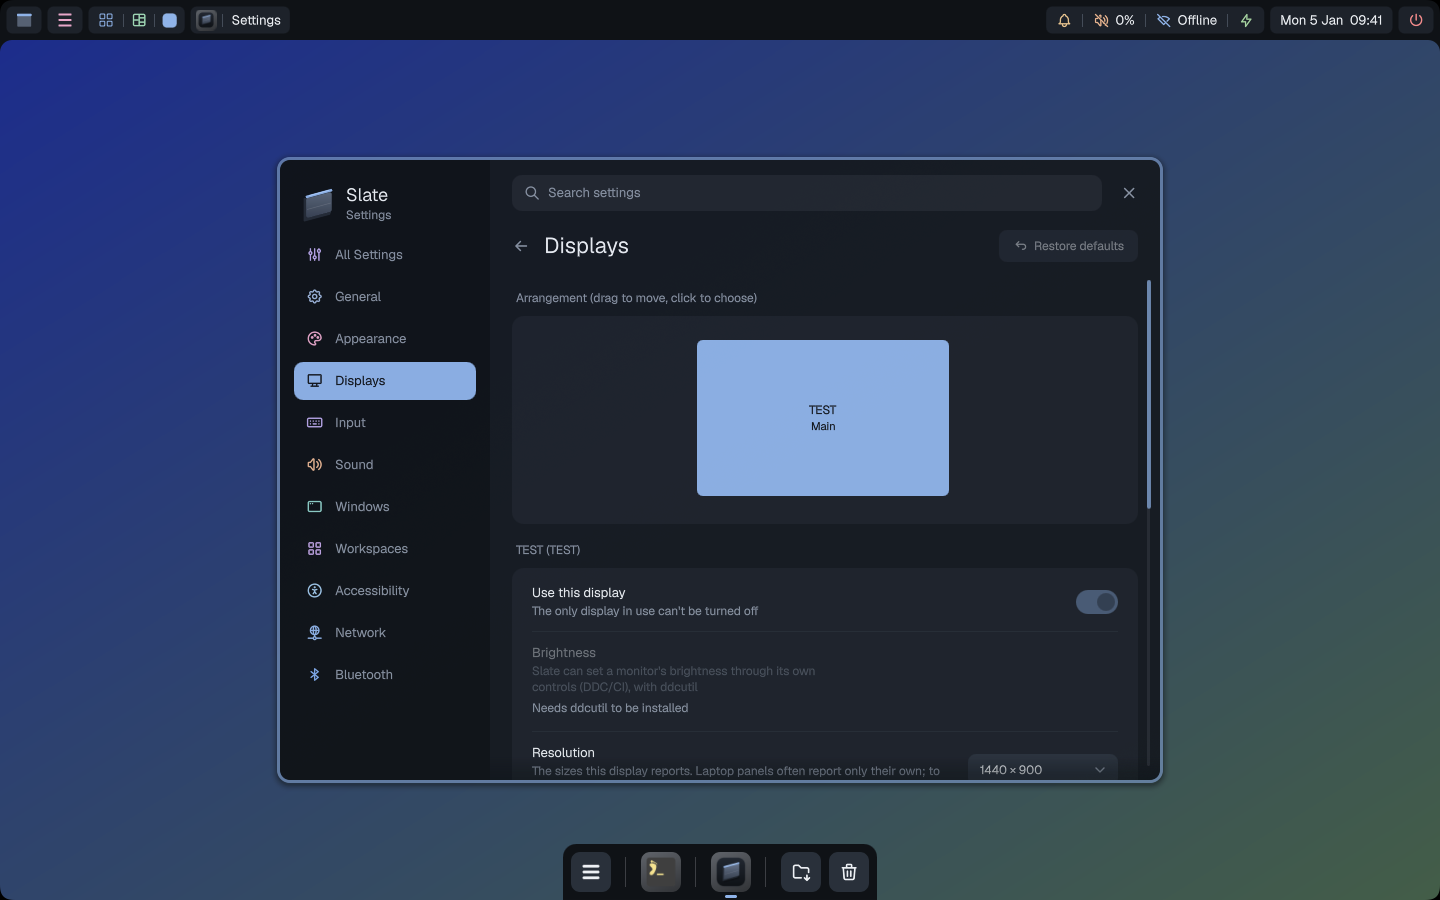 Settings
0%
Offline
Mon 5 Jan 09:41
Slate
Settings
All Settings
General
Appearance
Displays
Input
Sound
Windows
Workspaces
Accessibility
Network
Bluetooth
Search settings
Displays
Restore defaults
Arrangement (drag to move, click to choose)
TEST
Main
TEST (TEST)
Use this display
The only display in use can't be turned off
Brightness
Slate can set a monitor's brightness through its own
controls (DDC/CI), with ddcutil
Needs ddcutil to be installed
Resolution
The sizes this display reports. Laptop panels often report only their own; to
1440 × 900